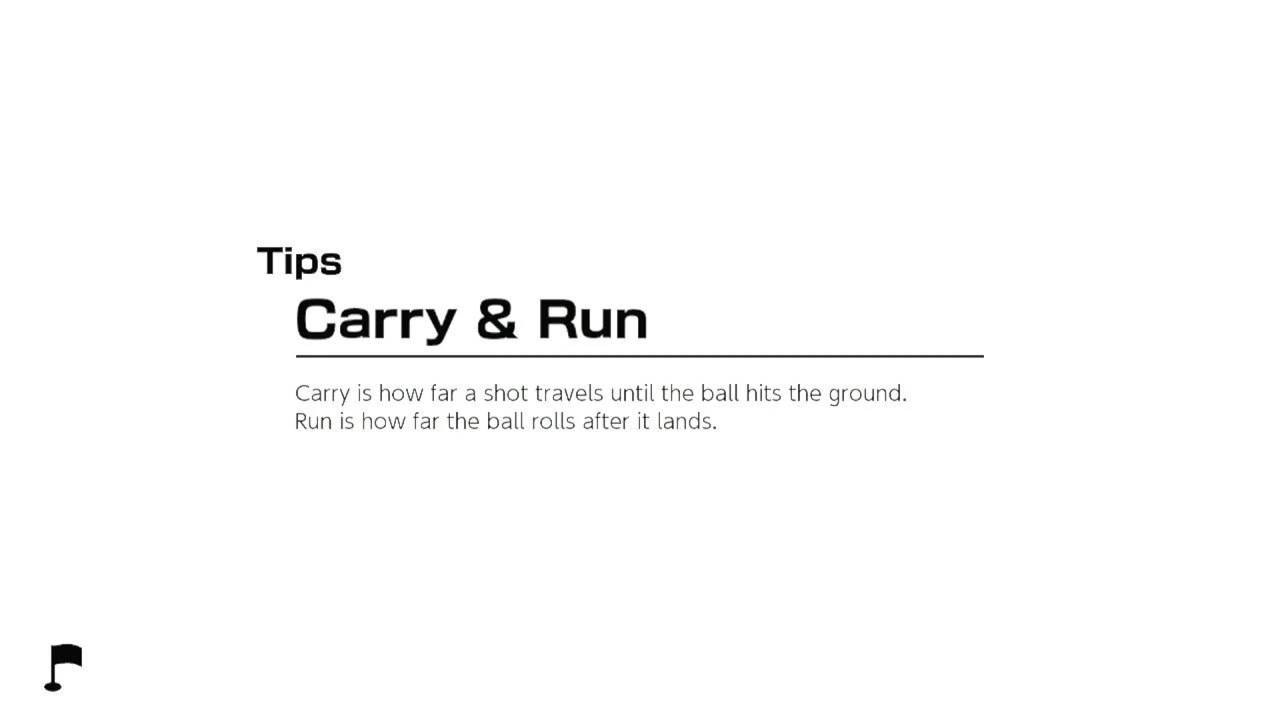 Tips
Carry & Run
Carry is how far a shot travels until the ball hits the ground.
Run is how far the ball rolls after it lands.